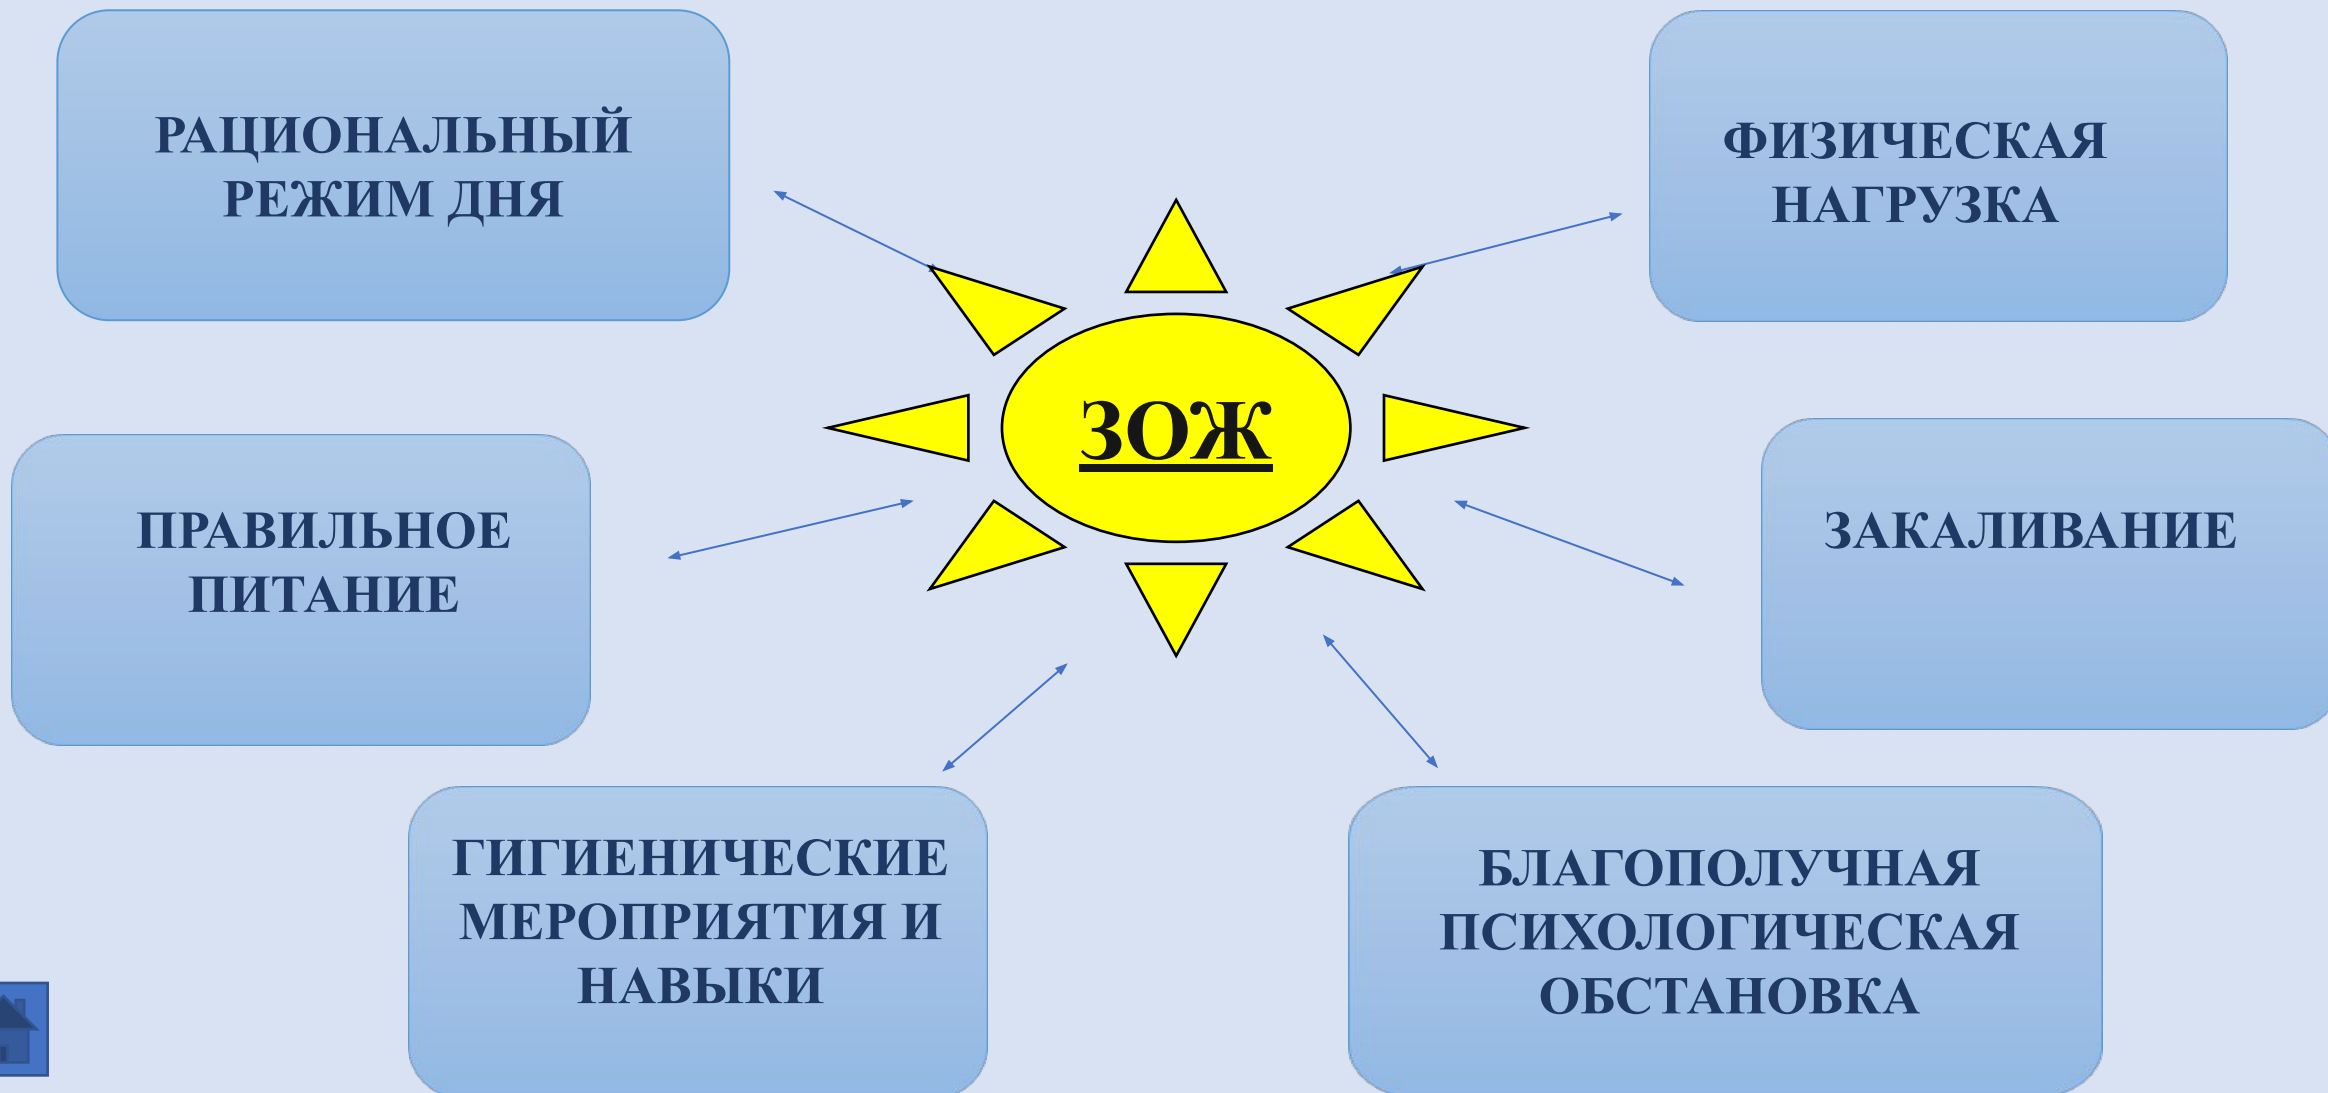 РАЦИОНАЛЬНЫЙ
РЕЖИМ ДНЯ
ФИЗИЧЕСКАЯ
НАГРУЗКА
ЗОЖ
ПРАВИЛЬНОЕ
ПИТАНИЕ
ЗАКАЛИВАНИЕ
ГИГИЕНИЧЕСКИЕ
МЕРОПРИЯТИЯ И
НАВЫКИ
БЛАГОПОЛУЧНАЯ
ПСИХОЛОГИЧЕСКАЯ
ОБСТАНОВКА